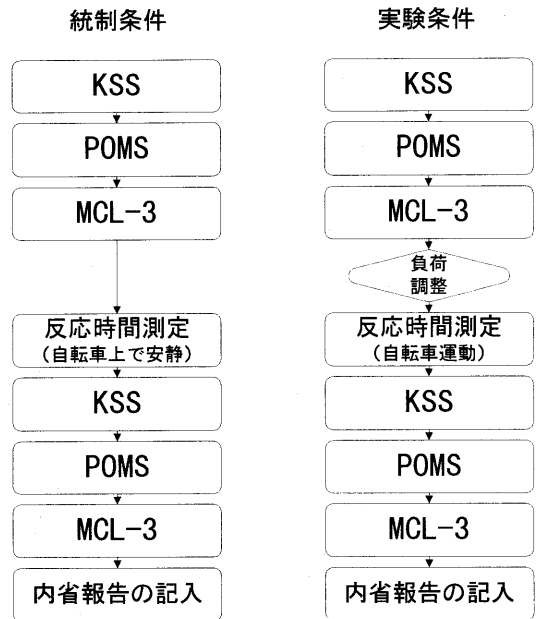 統制条件
KSS
POMS
MCL-3
反応時間測定
(自転車上で安静)
KSS
POMS
MCL-3
内省報告の記入
実験条件
KSS
POMS
MCL-3
負荷
調整
反応時間測定
(自転車運動)
KSS
POMS
MCL-3
内省報告の記入